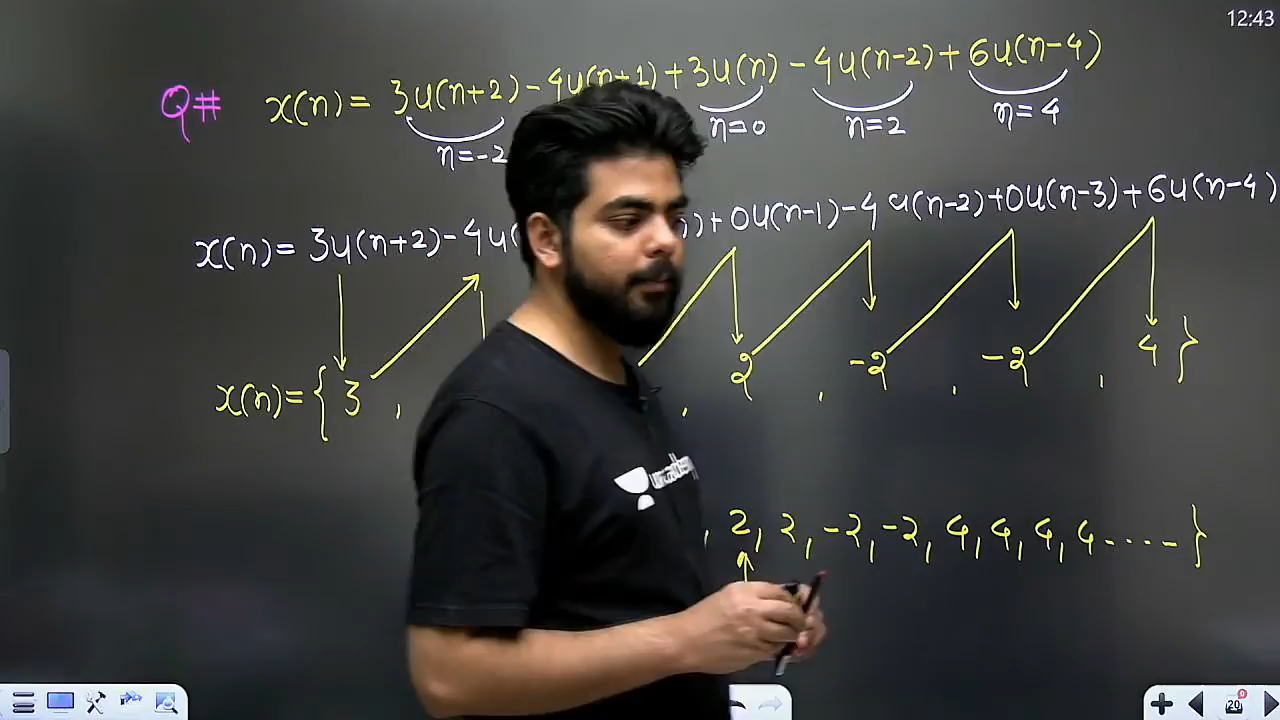 12:43
Q# x(n) = 3u(n+2) - 4u(n+1) + 3u(n) - 4u(n-2) + 6u(n-4)
n=-2 n=0 n=2 n=4
x(n) = 3u(n+2) - 4u( ) + 0u(n-1) - 4 u(n-2) + 0u(n-3) + 6u(n-4)
x(n) = { 3 , , 2 , -2 , -2 , 4 }
, 2, 2, -2, -2, 4, 4, 4, 4 ..... }
20